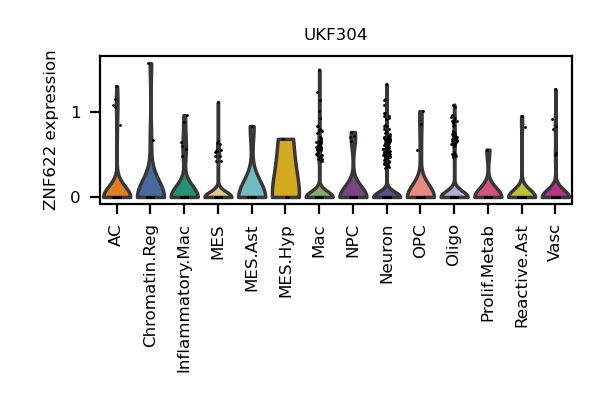 UKF304
ZNF622 expression
1
0
AC
Chromatin.Reg
Inflammatory.Mac
MES
MES.Ast
MES.Hyp
Mac
NPC
Neuron
OPC
Oligo
Prolif.Metab
Reactive.Ast
Vasc